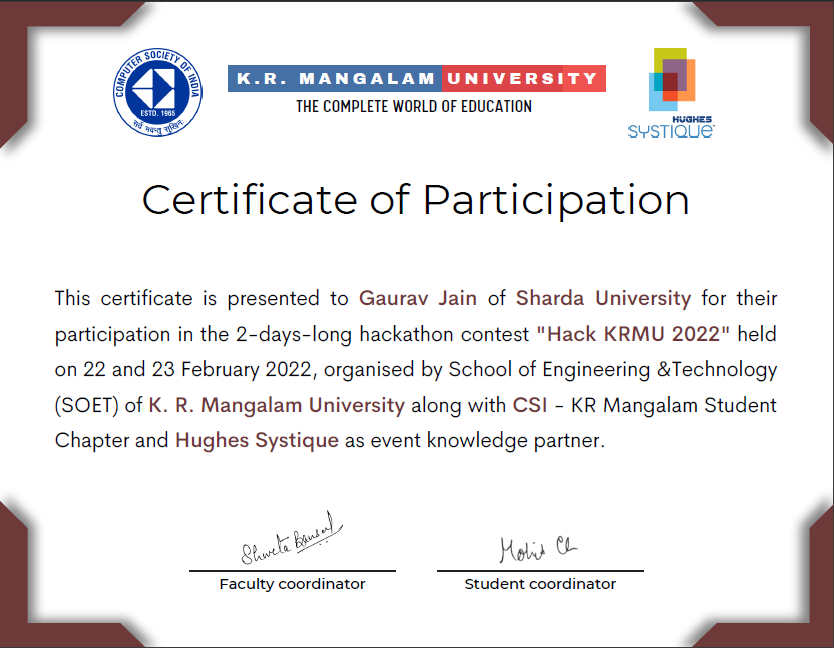 COMPUTER SOCIETY OF INDIA
ESTD. 1965
सर्वे भवन्तु सुखिनः
K.R. MANGALAM UNIVERSITY
THE COMPLETE WORLD OF EDUCATION
HUGHES
SYSTIQUE
Certificate of Participation
This certificate is presented to Gaurav Jain of Sharda University for their
participation in the 2-days-long hackathon contest "Hack KRMU 2022" held
on 22 and 23 February 2022, organised by School of Engineering &Technology
(SOET) of K. R. Mangalam University along with CSI – KR Mangalam Student
Chapter and Hughes Systique as event knowledge partner.
Shweta Bansal
Mohit
Faculty coordinator
Student coordinator